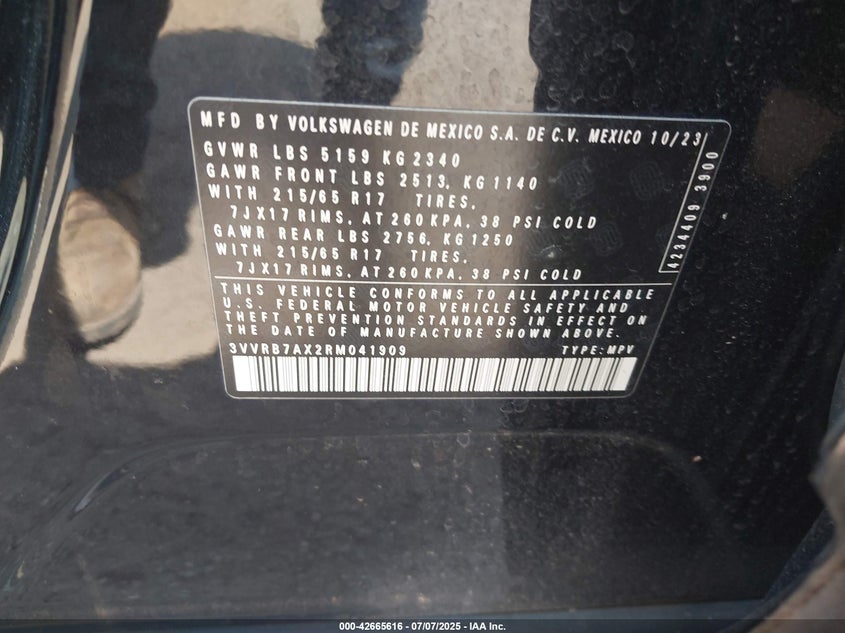 MFD BY VOLKSWAGEN DE MEXICO S.A. DE C.V. MEXICO 10/23
GVWR LBS 5159 KG 2340
GAWR FRONT LBS 2513, KG 1140
WITH 215/65 R17 TIRES,
7JX17 RIMS, AT 260 KPA, 38 PSI COLD
GAWR REAR LBS 2756, KG 1250
WITH 215/65 R17 TIRES,
7JX17 RIMS, AT 260 KPA, 38 PSI COLD
4234409 3900
THIS VEHICLE CONFORMS TO ALL APPLICABLE
U.S. FEDERAL MOTOR VEHICLE SAFETY AND
THEFT PREVENTION STANDARDS IN EFFECT ON
THE DATE OF MANUFACTURE SHOWN ABOVE.
3VVRB7AX2RM041909 TYPE: MPV
000-42665616 - 07/07/2025 - IAA Inc.